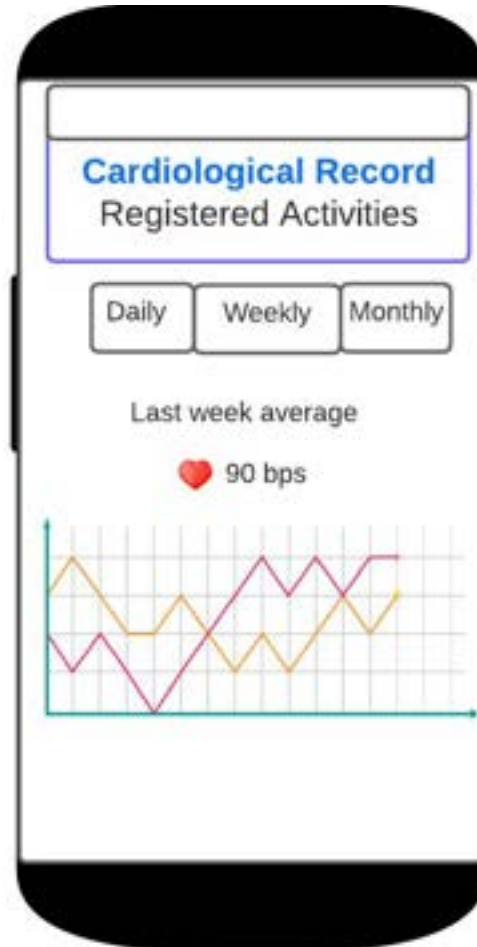 Cardiological Record
Registered Activities
Daily Weekly Monthly
Last week average
90 bps